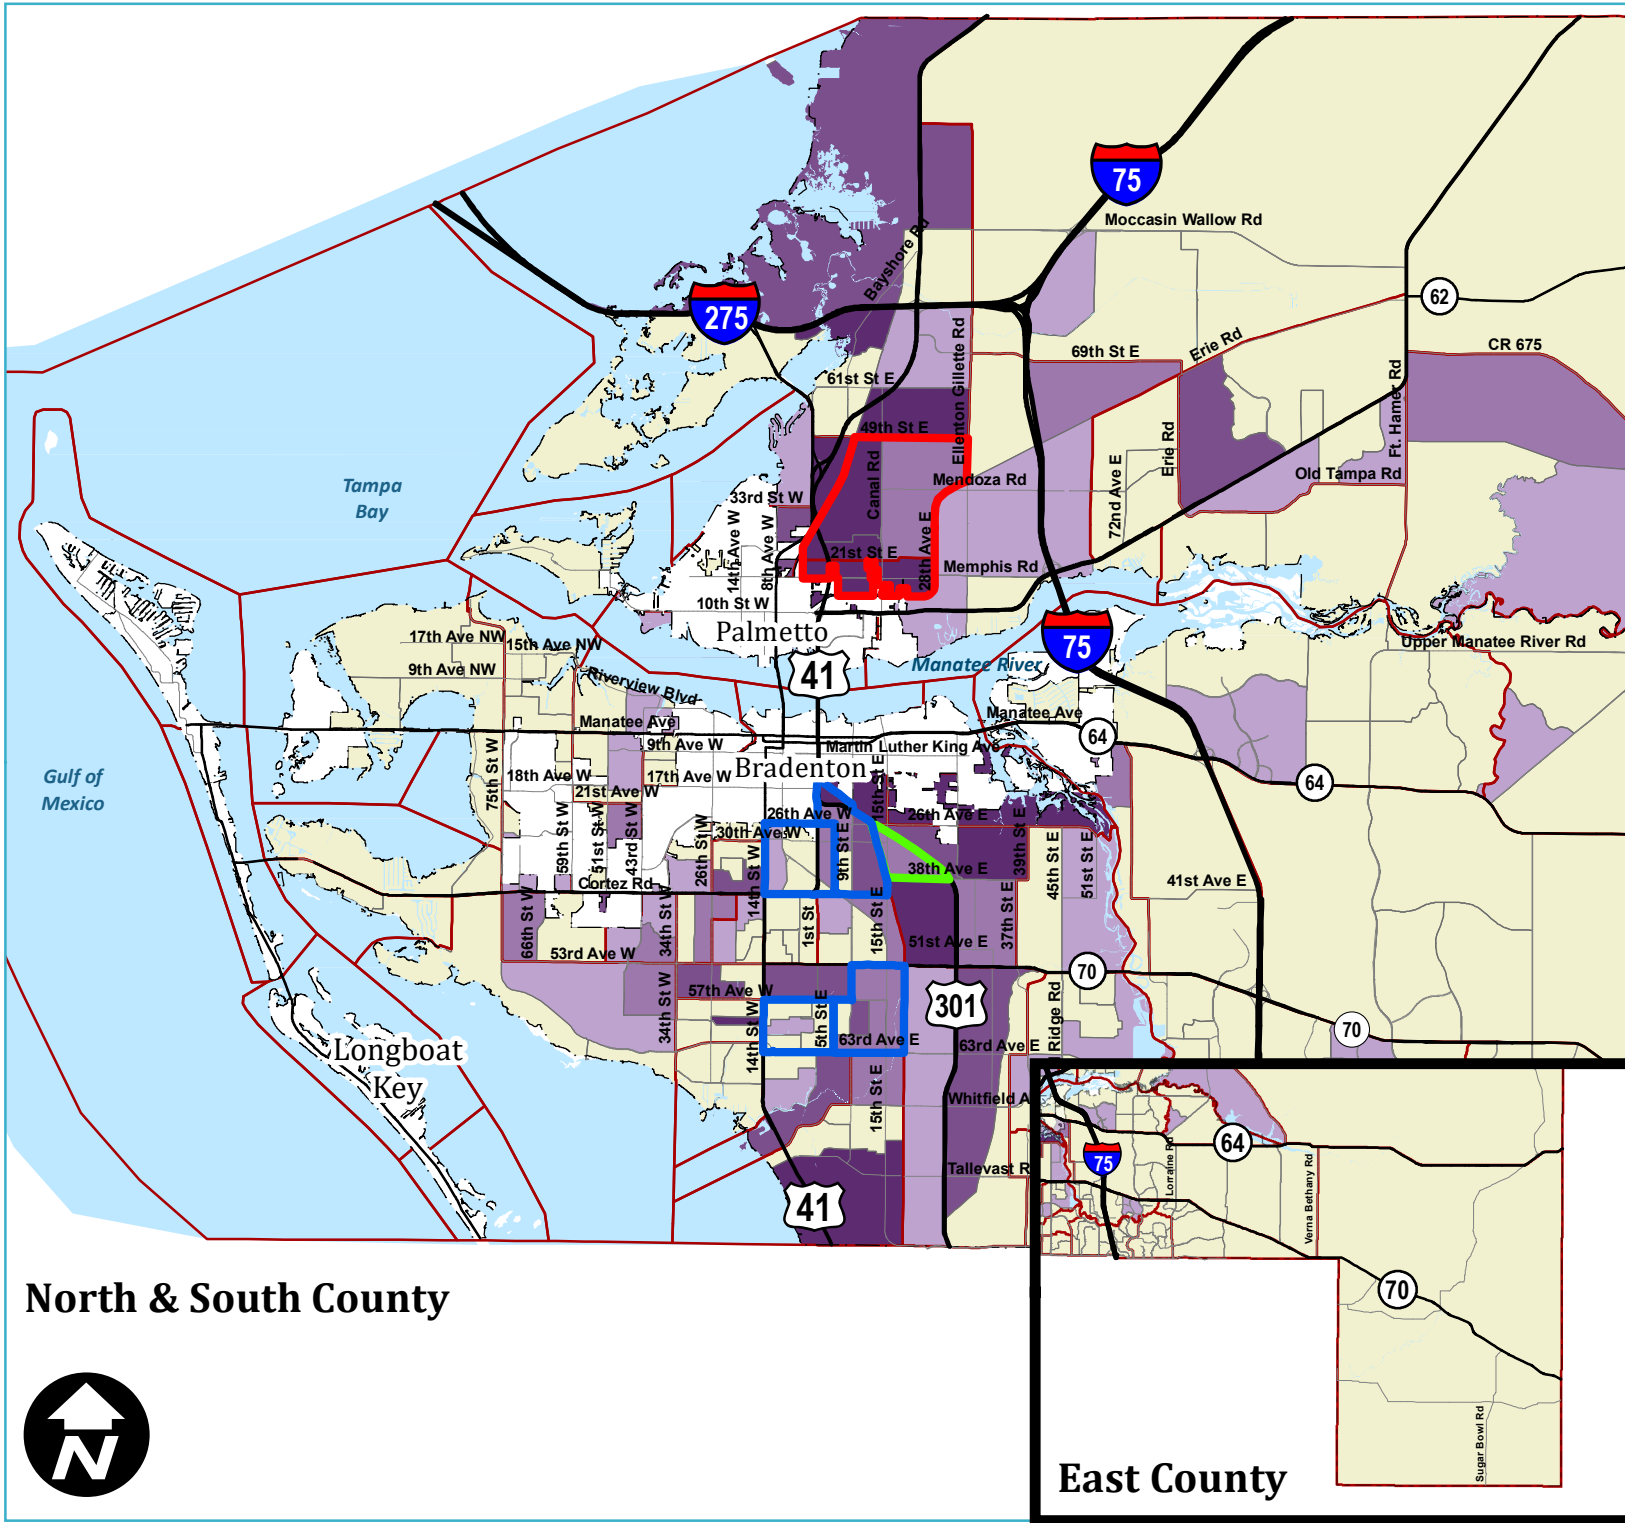 75
Moccasin Wallow Rd
Bayshore Rd
275
62
Ellenton Gillette Rd
69th St E
Erie Rd
CR 675
61st St E
Ft. Hamer Rd
49th St E
Canal Rd
Mendoza Rd
Erie Rd
72nd Ave E
Old Tampa Rd
Tampa
Bay
33rd St W
14th Ave W
8th Ave W
21st St E
28th Ave E
Memphis Rd
10th St W
Palmetto
75
Upper Manatee River Rd
17th Ave NW
15th Ave NW
9th Ave NW
Riverview Blvd
41
Manatee River
Manatee Ave
Manatee Ave
64
9th Ave W
Martin Luther King Ave
Gulf of
Mexico
75th St W
18th Ave W
17th Ave W
Bradenton
21st Ave W
64
15th St E
26th Ave W
26th Ave E
30th Ave W
59th St W
51st St W
43rd St W
26th St W
14th St W
9th St E
39th St E
45th St E
51st St E
38th Ave E
41st Ave E
Cortez Rd
66th St W
34th St W
1st St
15th St E
37th St E
53rd Ave W
51st Ave E
70
57th Ave W
34th St W
14th St W
5th St E
301
63rd Ave E
63rd Ave E
Ridge Rd
70
Longboat
Key
15th St E
Whitfield A
Tallevast R
41
75
64
Lorraine Rd
Verna Bethany Rd
70
Sugar Bowl Rd
North & South County
N
East County